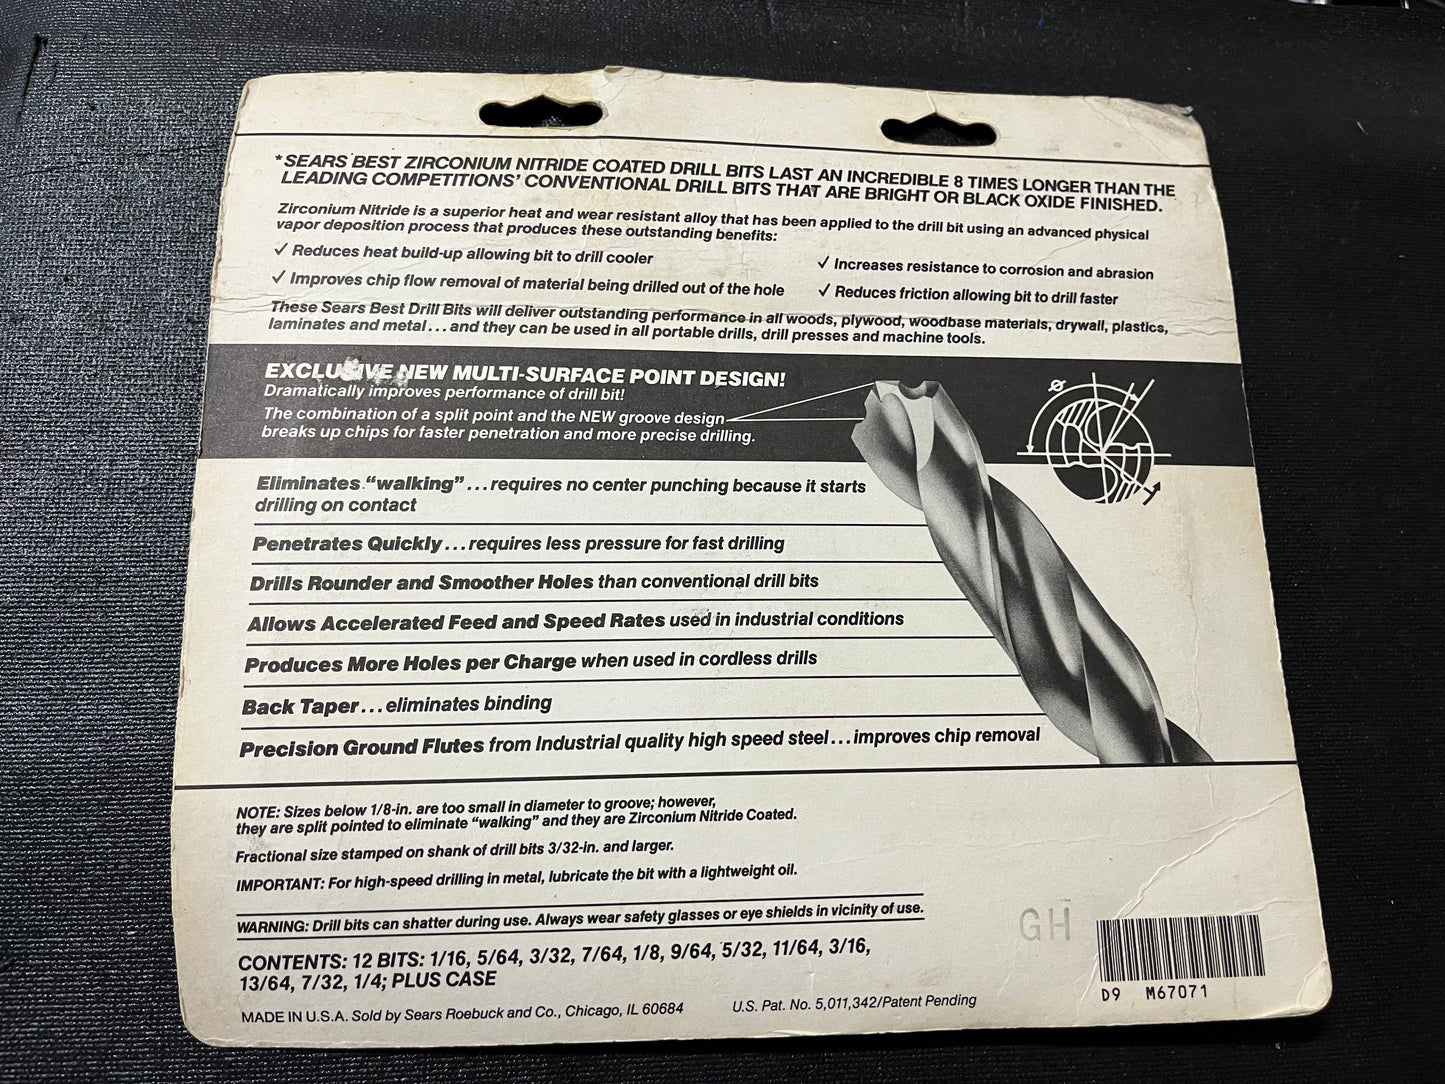 *SEARS BEST ZIRCONIUM NITRIDE COATED DRILL BITS LAST AN INCREDIBLE 8 TIMES LONGER THAN THE
LEADING COMPETITIONS' CONVENTIONAL DRILL BITS THAT ARE BRIGHT OR BLACK OXIDE FINISHED.
Zirconium Nitride is a superior heat and wear resistant alloy that has been applied to the drill bit using an advanced physical
vapor deposition process that produces these outstanding benefits:
✓ Reduces heat build-up allowing bit to drill cooler
✓ Improves chip flow removal of material being drilled out of the hole
✓ Increases resistance to corrosion and abrasion
✓ Reduces friction allowing bit to drill faster
These Sears Best Drill Bits will deliver outstanding performance in all woods, plywood, woodbase materials, drywall, plastics,
laminates and metal...and they can be used in all portable drills, drill presses and machine tools.
EXCLUSIVE NEW MULTI-SURFACE POINT DESIGN!
Dramatically improves performance of drill bit!
The combination of a split point and the NEW groove design
breaks up chips for faster penetration and more precise drilling.
Eliminates "walking"...requires no center punching because it starts
drilling on contact
Penetrates Quickly...requires less pressure for fast drilling
Drills Rounder and Smoother Holes than conventional drill bits
Allows Accelerated Feed and Speed Rates used in industrial conditions
Produces More Holes per Charge when used in cordless drills
Back Taper...eliminates binding
Precision Ground Flutes from Industrial quality high speed steel...improves chip removal
NOTE: Sizes below 1/8-in. are too small in diameter to groove; however,
they are split pointed to eliminate "walking" and they are Zirconium Nitride Coated.
Fractional size stamped on shank of drill bits 3/32-in. and larger.
IMPORTANT: For high-speed drilling in metal, lubricate the bit with a lightweight oil.
WARNING: Drill bits can shatter during use. Always wear safety glasses or eye shields in vicinity of use.
CONTENTS: 12 BITS: 1/16, 5/64, 3/32, 7/64, 1/8, 9/64, 5/32, 11/64, 3/16,
13/64, 7/32, 1/4; PLUS CASE
MADE IN U.S.A. Sold by Sears Roebuck and Co., Chicago, IL 60684
U.S. Pat. No. 5,011,342/Patent Pending
GH
D9 M67071